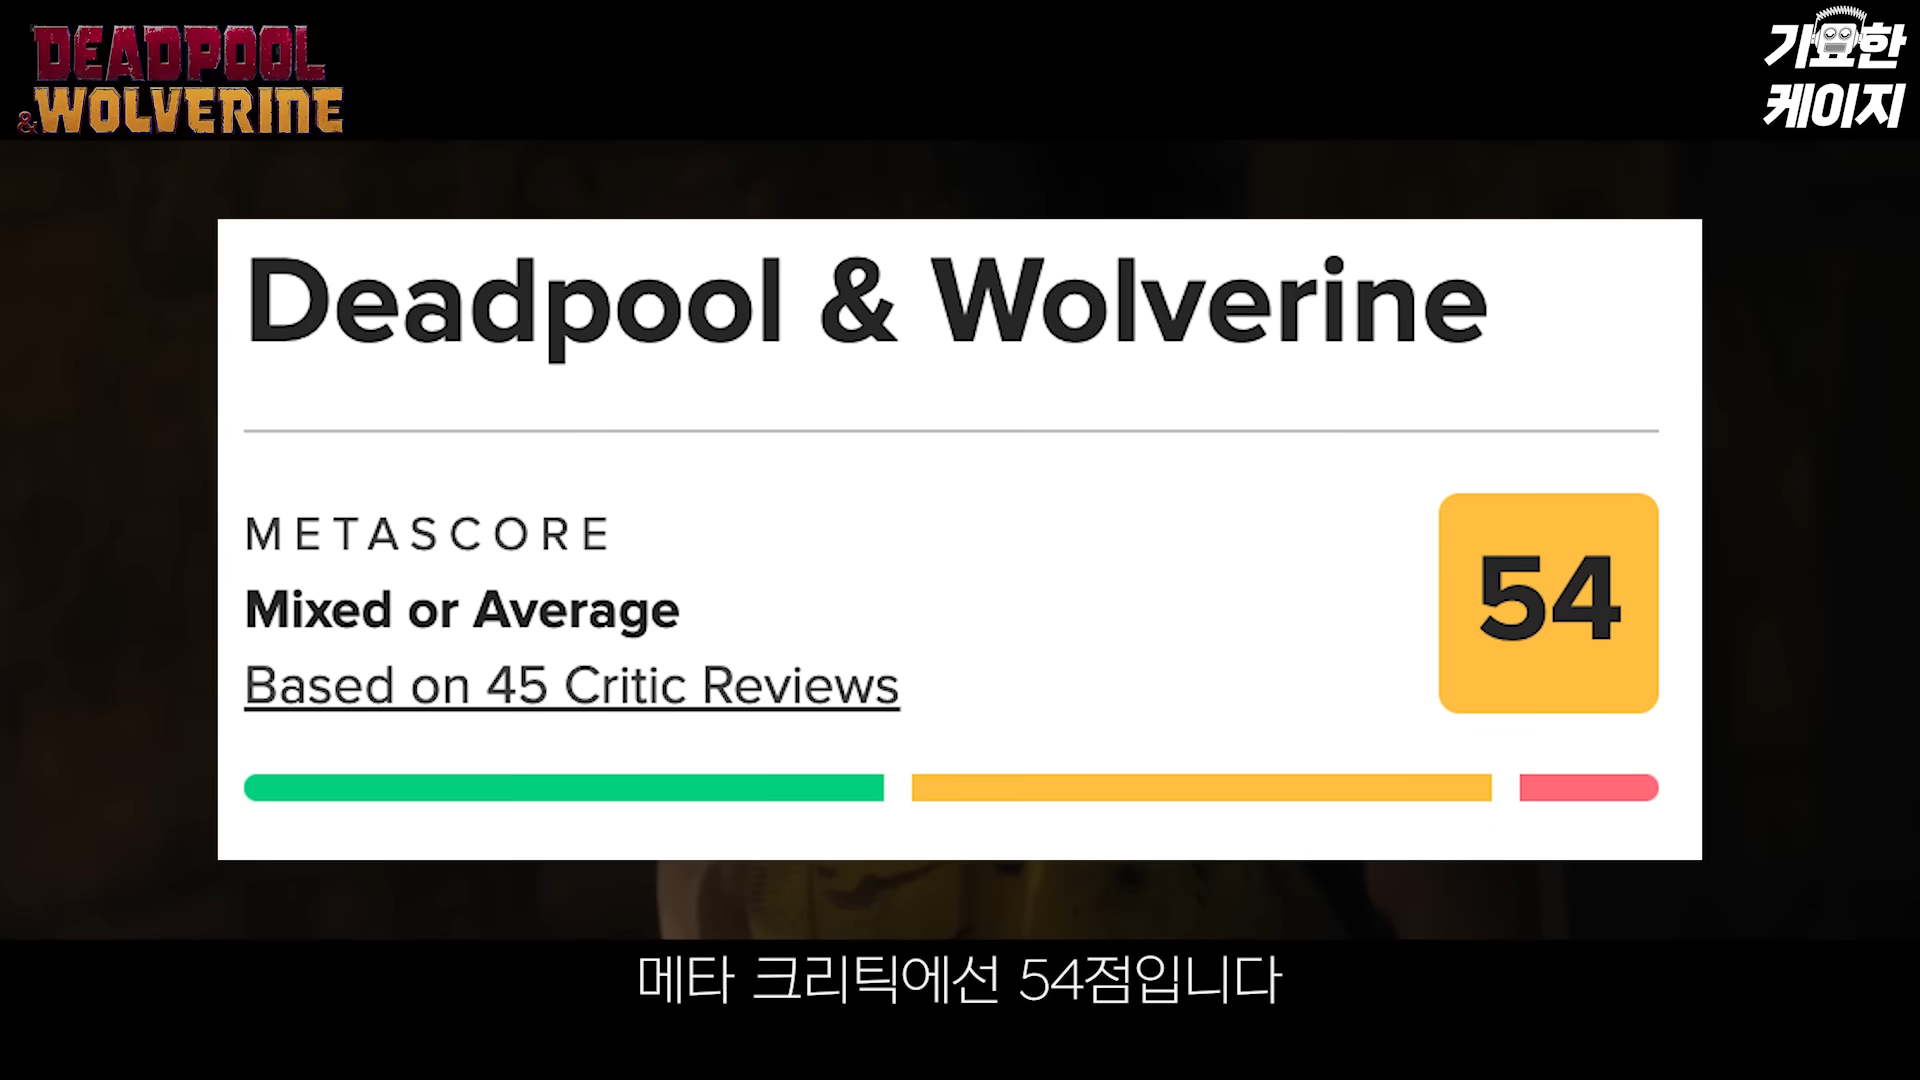 DEADPOOL
&WOLVERINE
기묘한
케이지
Deadpool & Wolverine
METASCORE
Mixed or Average
54
Based on 45 Critic Reviews
메타 크리틱에선 54점입니다